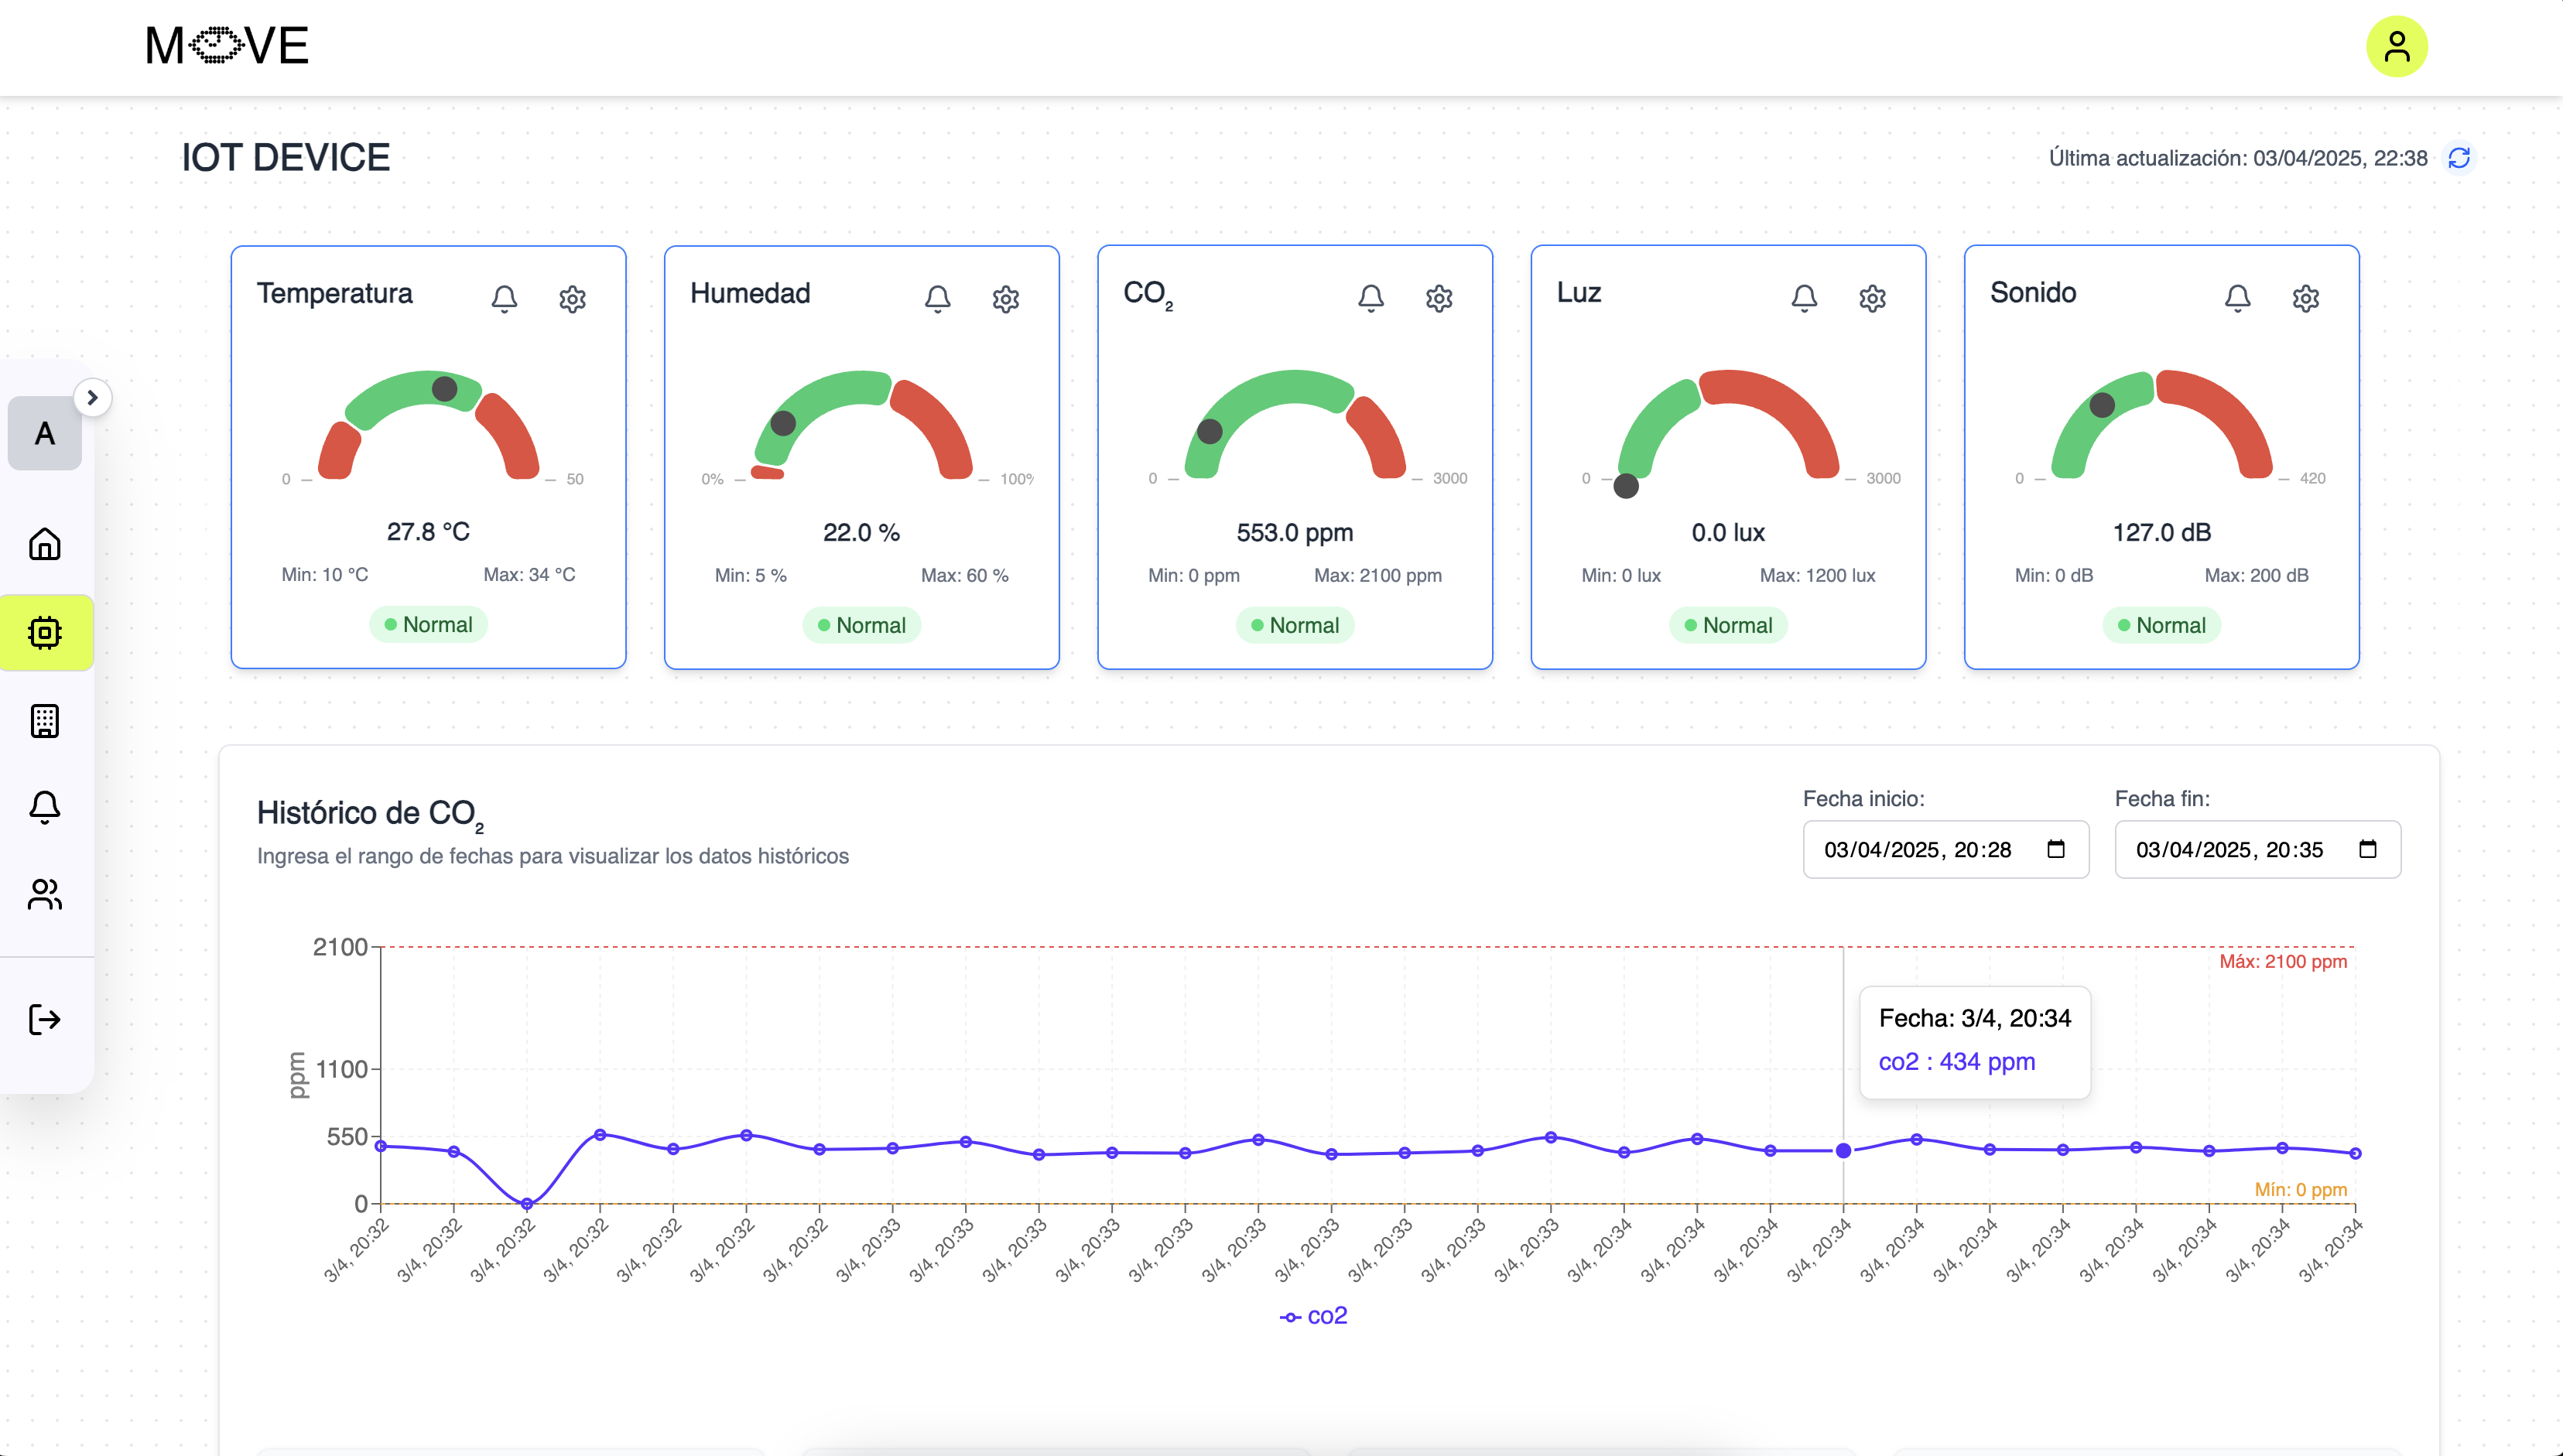 MOVE
IOT DEVICE
Última actualización: 03/04/2025, 22:38
A
Temperatura
0
50
27.8 °C
Min: 10 °C Max: 34 °C
Normal
Humedad
0%
100%
22.0 %
Min: 5 % Max: 60 %
Normal
CO2
0
3000
553.0 ppm
Min: 0 ppm Max: 2100 ppm
Normal
Luz
0
3000
0.0 lux
Min: 0 lux Max: 1200 lux
Normal
Sonido
0
420
127.0 dB
Min: 0 dB Max: 200 dB
Normal
Histórico de CO2
Ingresa el rango de fechas para visualizar los datos históricos
Fecha inicio:
03/04/2025, 20:28
Fecha fin:
03/04/2025, 20:35
2100
1100
550
0
ppm
Máx: 2100 ppm
Fecha: 3/4, 20:34
co2 : 434 ppm
Mín: 0 ppm
3/4, 20:32
3/4, 20:32
3/4, 20:32
3/4, 20:32
3/4, 20:32
3/4, 20:32
3/4, 20:32
3/4, 20:33
3/4, 20:33
3/4, 20:33
3/4, 20:33
3/4, 20:33
3/4, 20:33
3/4, 20:33
3/4, 20:33
3/4, 20:33
3/4, 20:33
3/4, 20:34
3/4, 20:34
3/4, 20:34
3/4, 20:34
3/4, 20:34
3/4, 20:34
3/4, 20:34
3/4, 20:34
3/4, 20:34
3/4, 20:34
3/4, 20:34
co2